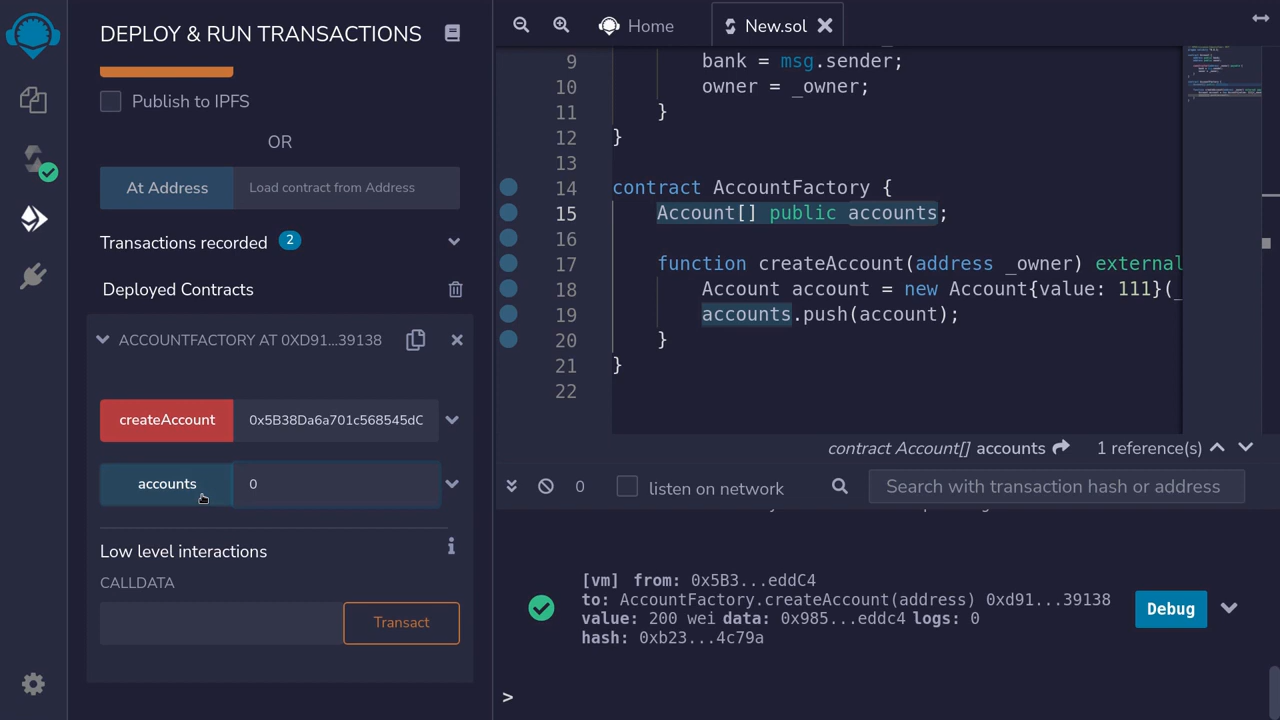 DEPLOY & RUN TRANSACTIONS
Publish to IPFS
OR
At Address
Load contract from Address
Transactions recorded 2
Deployed Contracts
ACCOUNTFACTORY AT 0XD91...39138
createAccount 0x5B38Da6a701c568545dC
accounts 0
Low level interactions
i
CALLDATA
Transact
Home
New.sol
9 bank = msg.sender;
10 owner = _owner;
11 }
12 }
13
14 contract AccountFactory {
15 Account[] public accounts;
16
17 function createAccount(address _owner) external
18 Account account = new Account{value: 111}(_
19 accounts.push(account);
20 }
21 }
22
contract Account[] accounts 1 reference(s)
0 listen on network
Search with transaction hash or address
[vm] from: 0x5B3...eddC4
to: AccountFactory.createAccount(address) 0xd91...39138
value: 200 wei data: 0x985...eddc4 logs: 0
hash: 0xb23...4c79a
Debug
>